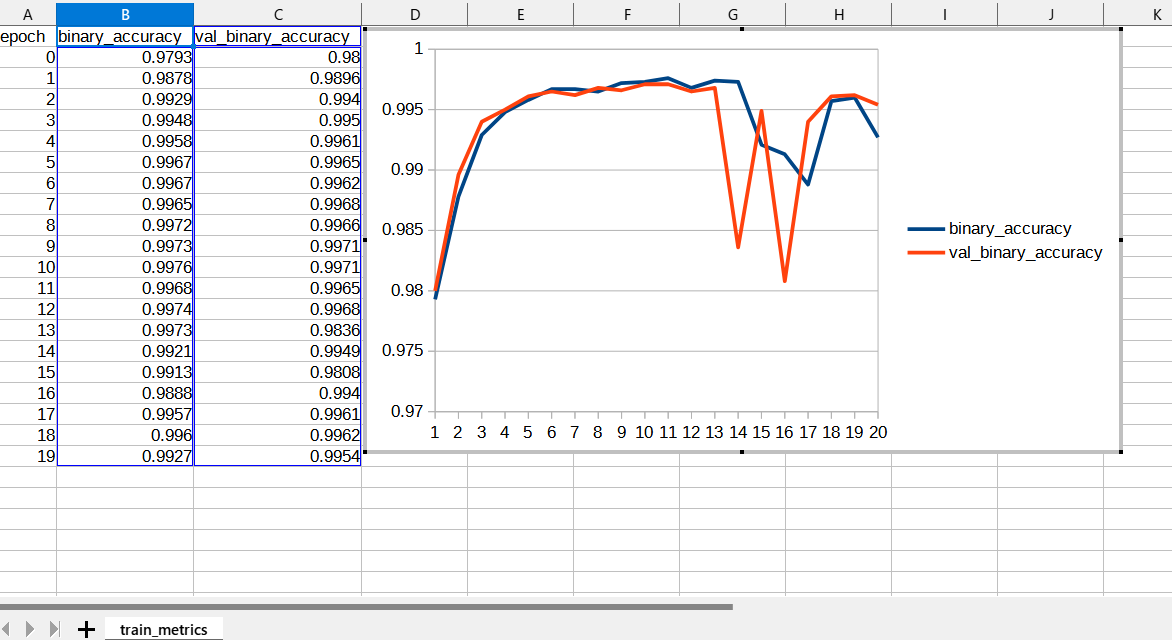 A B C D E F G H I J K
epoch binary_accuracy val_binary_accuracy
0 0.9793 0.98
1 0.9878 0.9896
2 0.9929 0.994
3 0.9948 0.995
4 0.9958 0.9961
5 0.9967 0.9965
6 0.9967 0.9962
7 0.9965 0.9968
8 0.9972 0.9966
9 0.9973 0.9971
10 0.9976 0.9971
11 0.9968 0.9965
12 0.9974 0.9968
13 0.9973 0.9836
14 0.9921 0.9949
15 0.9913 0.9808
16 0.9888 0.994
17 0.9957 0.9961
18 0.996 0.9962
19 0.9927 0.9954
1
0.995
0.99
0.985
0.98
0.975
0.97
1 2 3 4 5 6 7 8 9 10 11 12 13 14 15 16 17 18 19 20
binary_accuracy
val_binary_accuracy
train_metrics